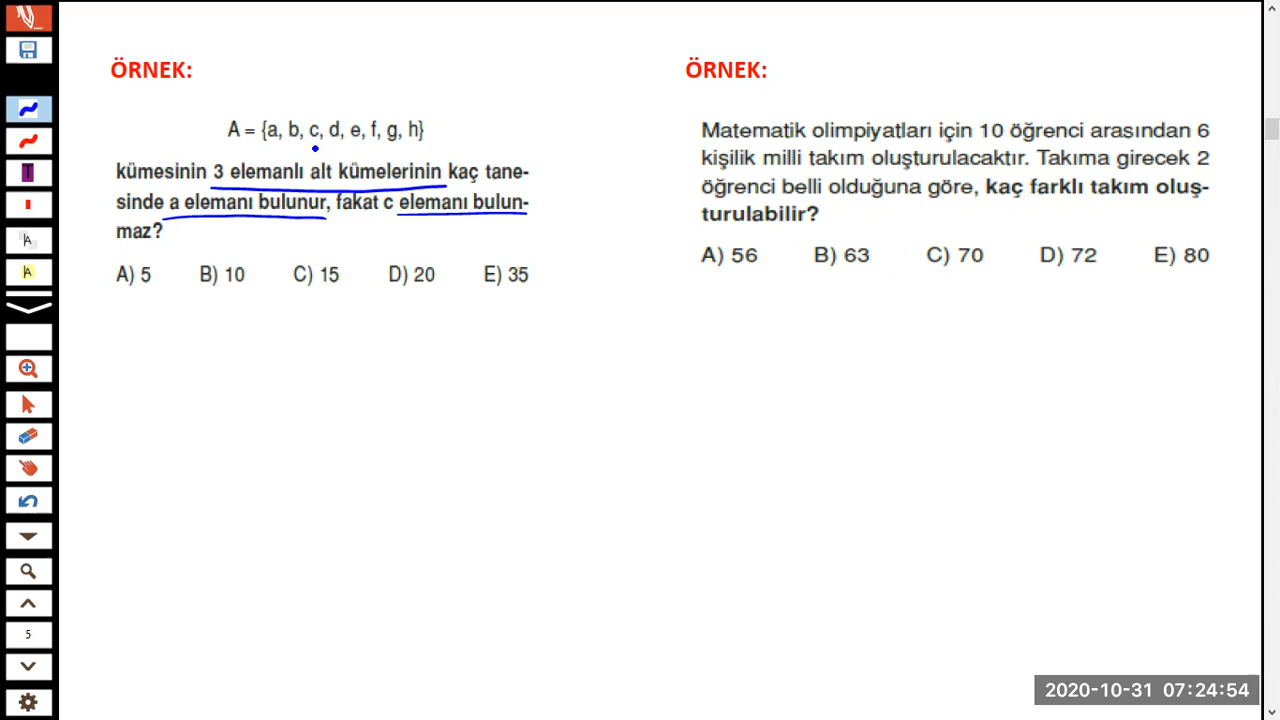 ÖRNEK:
A = {a, b, c, d, e, f, g, h}
kümesinin 3 elemanlı alt kümelerinin kaç tane-
sinde a elemanı bulunur, fakat c elemanı bulun-
maz?
A) 5 B) 10 C) 15 D) 20 E) 35
ÖRNEK:
Matematik olimpiyatları için 10 öğrenci arasından 6
kişilik milli takım oluşturulacaktır. Takıma girecek 2
öğrenci belli olduğuna göre, kaç farklı takım oluş-
turulabilir?
A) 56 B) 63 C) 70 D) 72 E) 80
T
A
A
5
2020-10-31 07:24:54